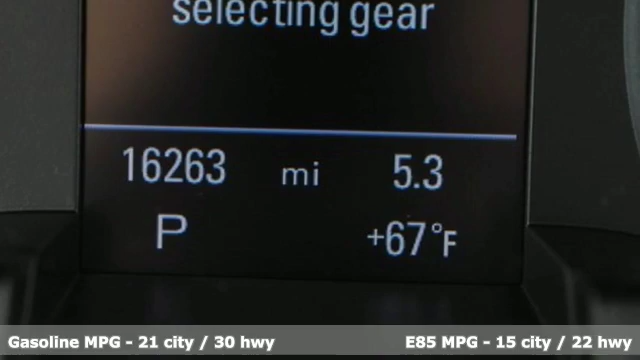 selecting gear
16263 mi 5.3
P +67°F
Gasoline MPG - 21 city / 30 hwy E85 MPG - 15 city / 22 hwy